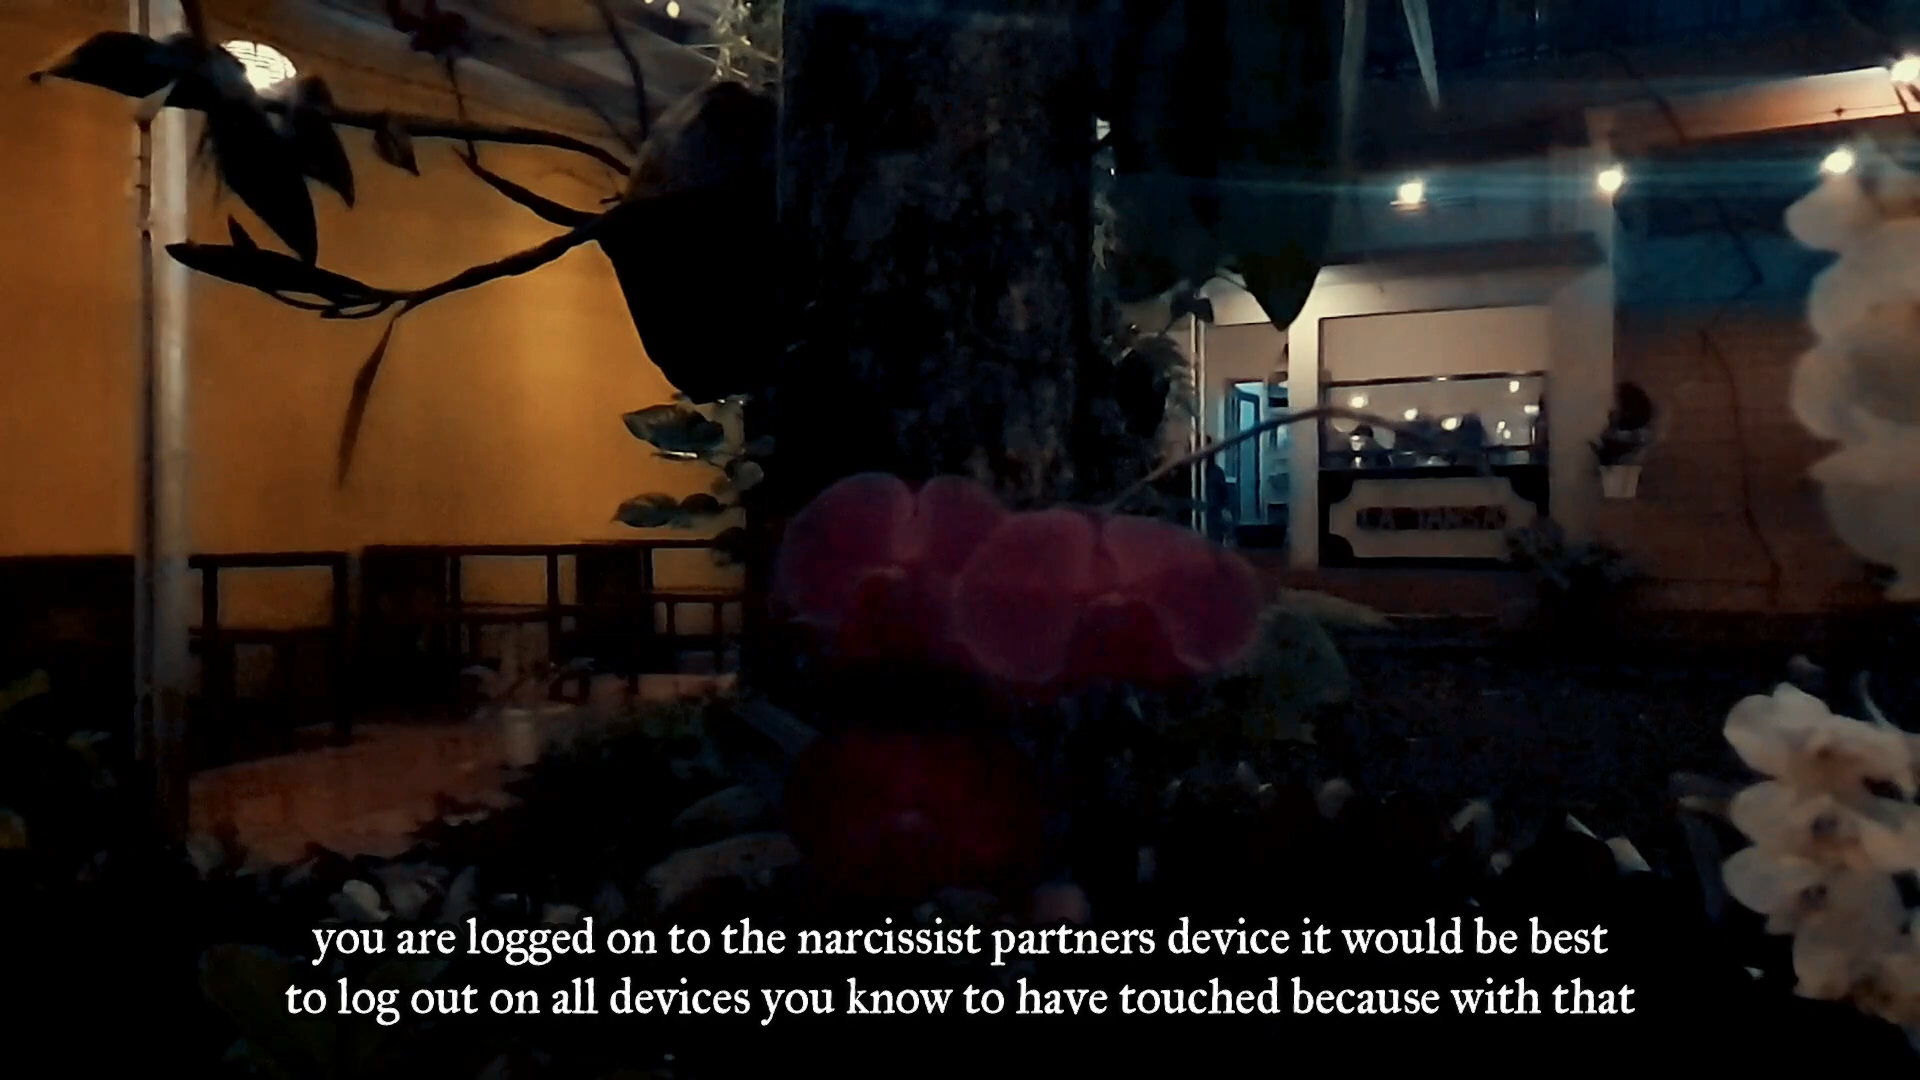 you are logged on to the narcissist partners device it would be best
to log out on all devices you know to have touched because with that